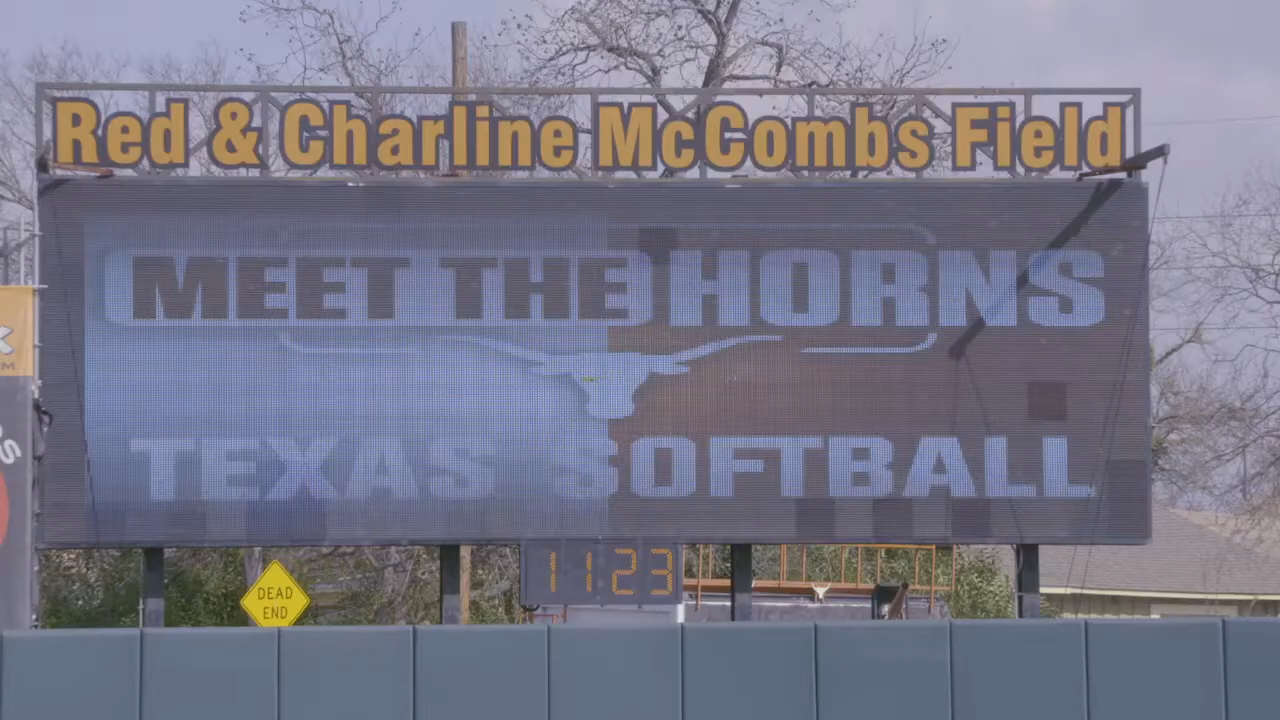 Red & Charline McCombs Field
MEET THE HORNS
TEXAS SOFTBALL
11:23
DEAD
END